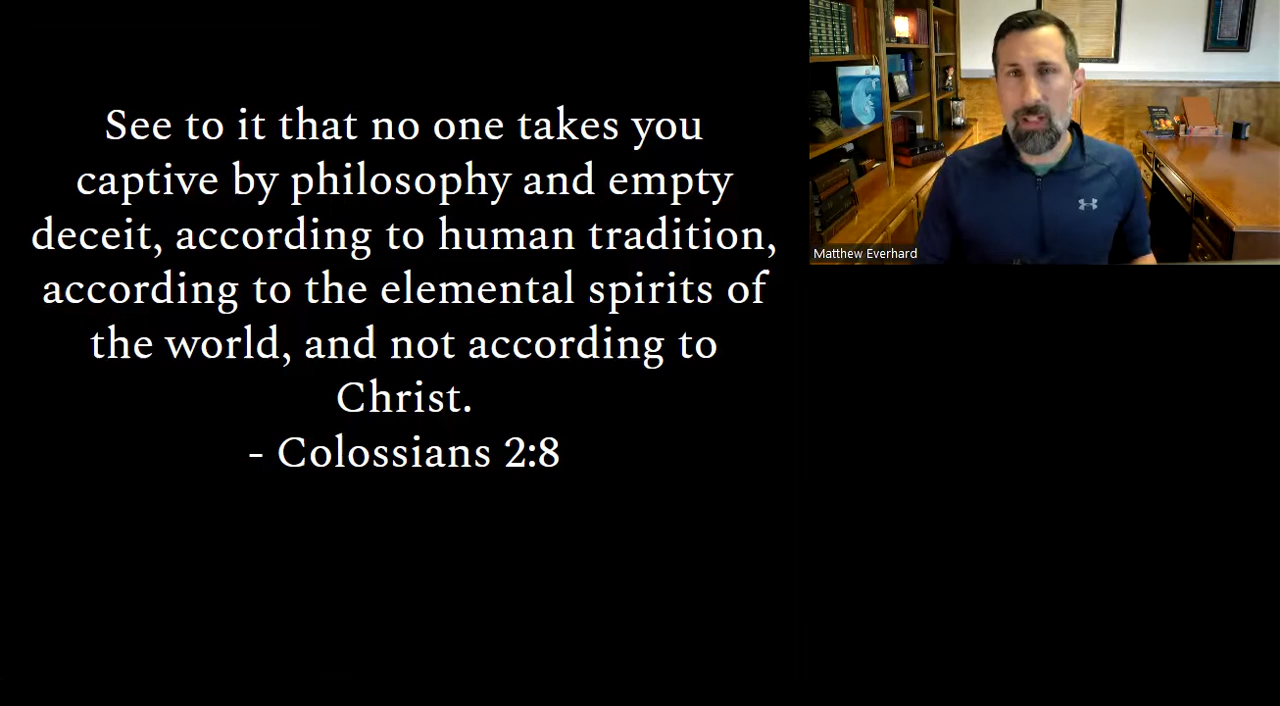 See to it that no one takes you
captive by philosophy and empty
deceit, according to human tradition,
according to the elemental spirits of
the world, and not according to
Christ.
- Colossians 2:8
Matthew Everhard